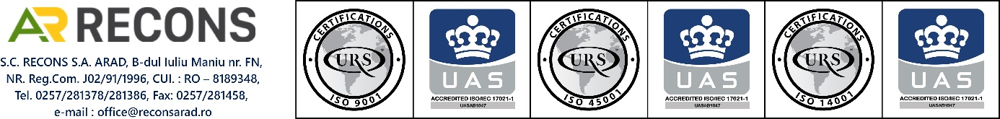 AR RECONS
S.C. RECONS S.A. ARAD, B-dul Iuliu Maniu nr. FN,
NR. Reg.Com. J02/91/1996, CUI. : RO – 8189348,
Tel. 0257/281378/281386, Fax: 0257/281458,
e-mail : office@reconsarad.ro
CERTIFICATIONS
URS
ISO 9001
UAS
ACCREDITED ISO/IEC 17021-1
UASAB1047
CERTIFICATIONS
URS
ISO 45001
UAS
ACCREDITED ISO/IEC 17021-1
UASAB1047
CERTIFICATIONS
URS
ISO 14001
UAS
ACCREDITED ISO/IEC 17021-1
UASAB1047